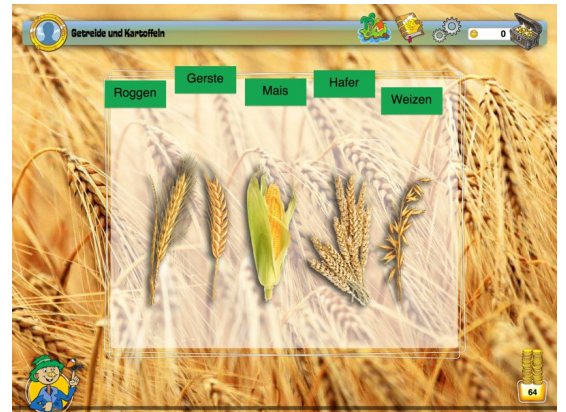 Getreide und Kartoffeln
0
Roggen
Gerste
Mais
Hafer
Weizen
64